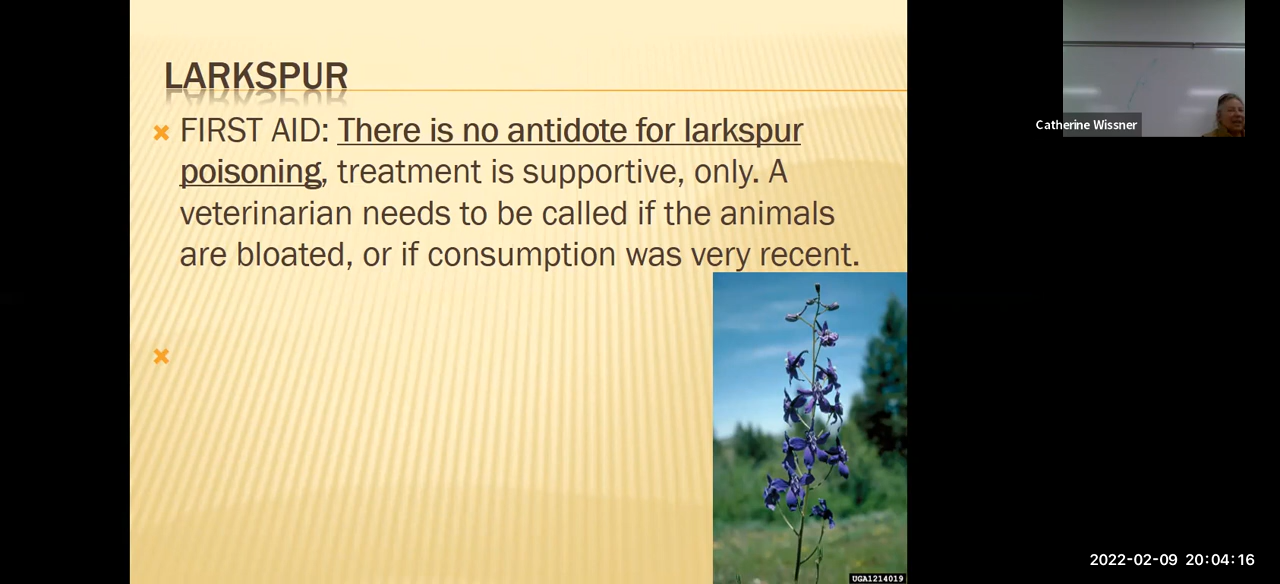 LARKSPUR
FIRST AID: There is no antidote for larkspur
poisoning, treatment is supportive, only. A
veterinarian needs to be called if the animals
are bloated, or if consumption was very recent.
UGA1214019
Catherine Wissner
2022-02-09 20:04:16